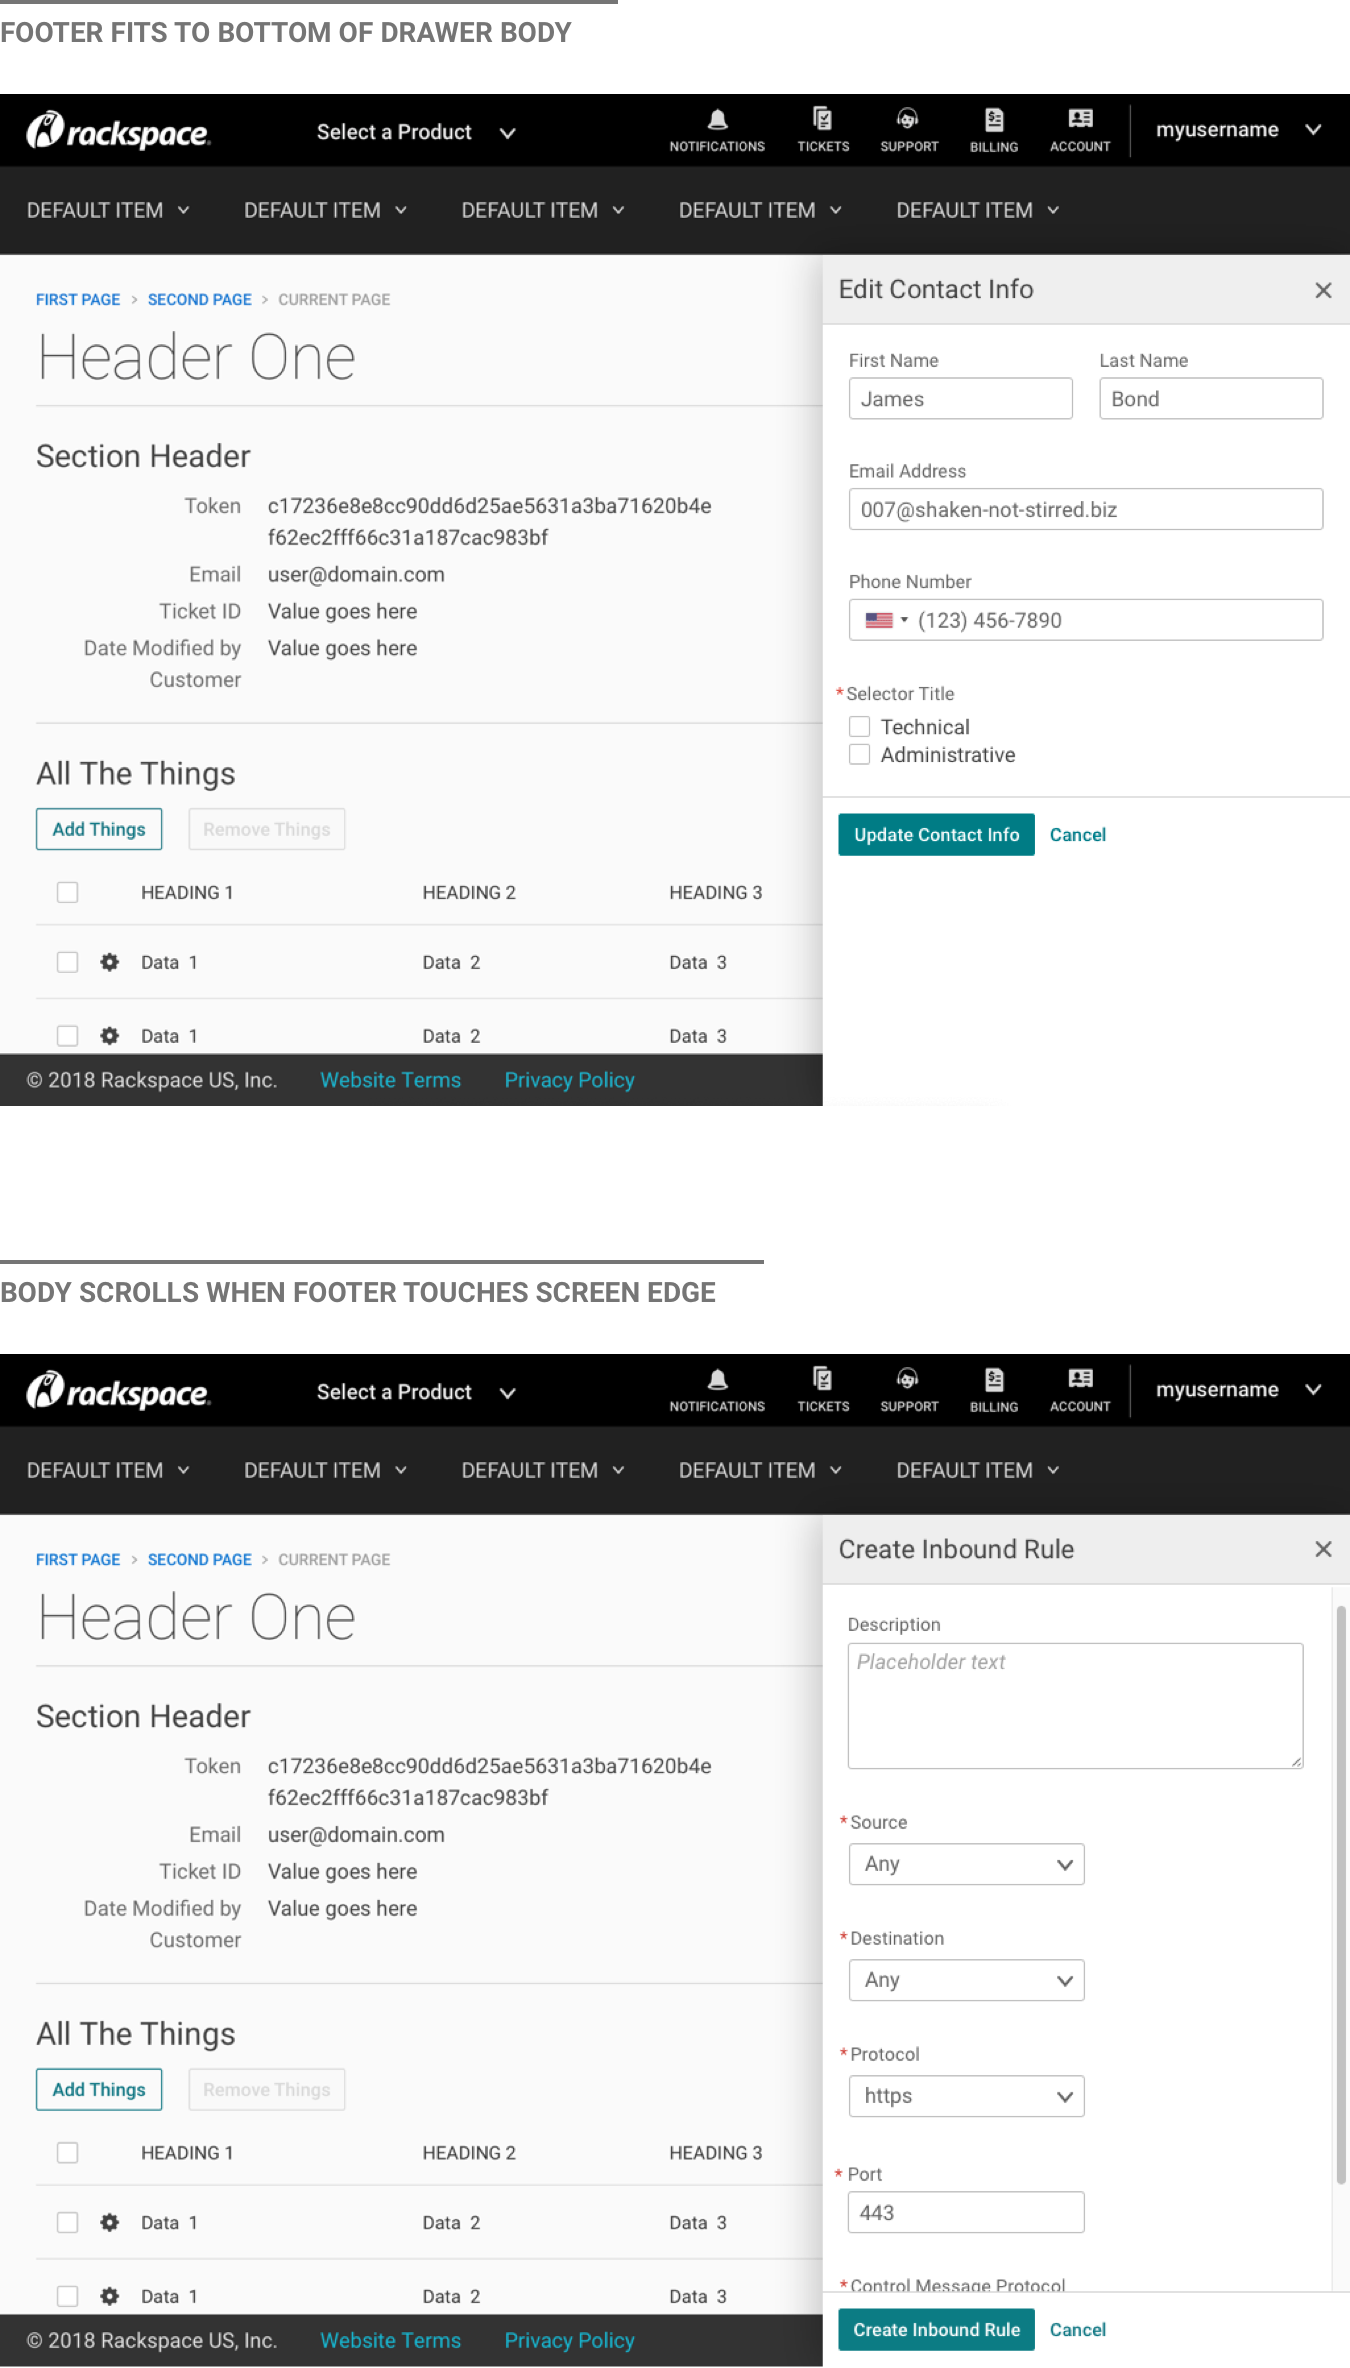 FOOTER FITS TO BOTTOM OF DRAWER BODY
rackspace
Select a Product
NOTIFICATIONS
TICKETS
SUPPORT
BILLING
ACCOUNT
myusername
DEFAULT ITEM
DEFAULT ITEM
DEFAULT ITEM
DEFAULT ITEM
DEFAULT ITEM
FIRST PAGE > SECOND PAGE > CURRENT PAGE
Header One
Section Header
Token c17236e8e8cc90dd6d25ae5631a3ba71620b4e
f62ec2fff66c31a187cac983bf
Email user@domain.com
Ticket ID Value goes here
Date Modified by Value goes here
Customer
All The Things
Add Things
Remove Things
HEADING 1 HEADING 2 HEADING 3
Data 1 Data 2 Data 3
Data 1 Data 2 Data 3
© 2018 Rackspace US, Inc. Website Terms Privacy Policy
Edit Contact Info
First Name Last Name
James Bond
Email Address
007@shaken-not-stirred.biz
Phone Number
(123) 456-7890
* Selector Title
Technical
Administrative
Update Contact Info Cancel
BODY SCROLLS WHEN FOOTER TOUCHES SCREEN EDGE
rackspace
Select a Product
NOTIFICATIONS
TICKETS
SUPPORT
BILLING
ACCOUNT
myusername
DEFAULT ITEM
DEFAULT ITEM
DEFAULT ITEM
DEFAULT ITEM
DEFAULT ITEM
FIRST PAGE > SECOND PAGE > CURRENT PAGE
Header One
Section Header
Token c17236e8e8cc90dd6d25ae5631a3ba71620b4e
f62ec2fff66c31a187cac983bf
Email user@domain.com
Ticket ID Value goes here
Date Modified by Value goes here
Customer
All The Things
Add Things
Remove Things
HEADING 1 HEADING 2 HEADING 3
Data 1 Data 2 Data 3
Data 1 Data 2 Data 3
© 2018 Rackspace US, Inc. Website Terms Privacy Policy
Create Inbound Rule
Description
Placeholder text
* Source
Any
* Destination
Any
* Protocol
https
* Port
443
* Control Message Protocol
Create Inbound Rule Cancel